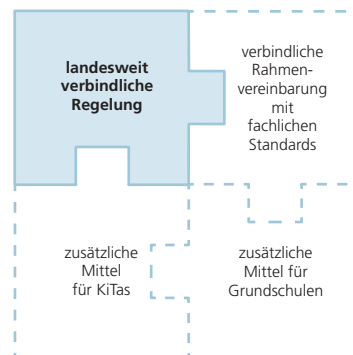 landesweit
verbindliche
Regelung
verbindliche
Rahmen-
vereinbarung
mit
fachlichen
Standards
zusätzliche
Mittel
für KiTas
zusätzliche
Mittel für
Grundschulen